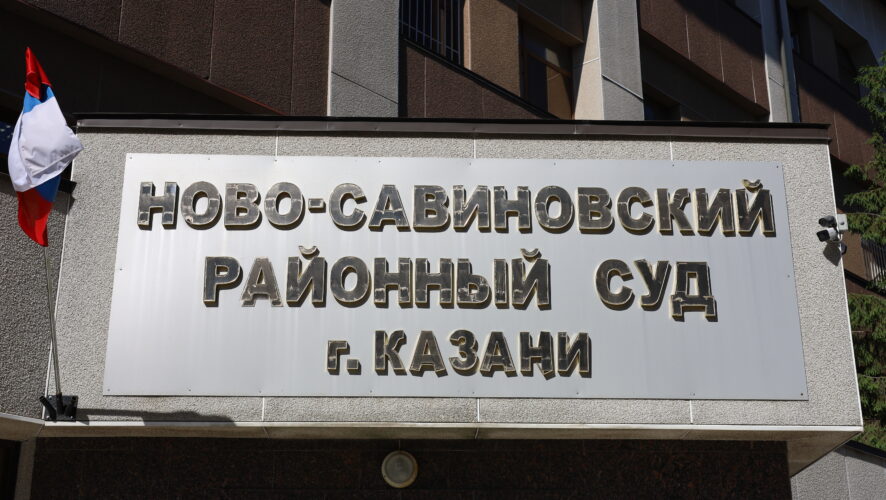 НОВО-САВИНОВСКИЙ
РАЙОННЫЙ СУД
г. КАЗАНИ